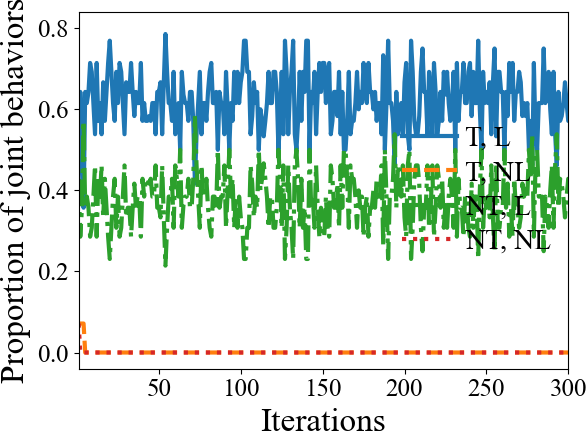 Proportion of joint behaviors
0.8
0.6
0.4
0.2
0.0
T, L
T, NL
NT, L
NT, NL
50 100 150 200 250 300
Iterations